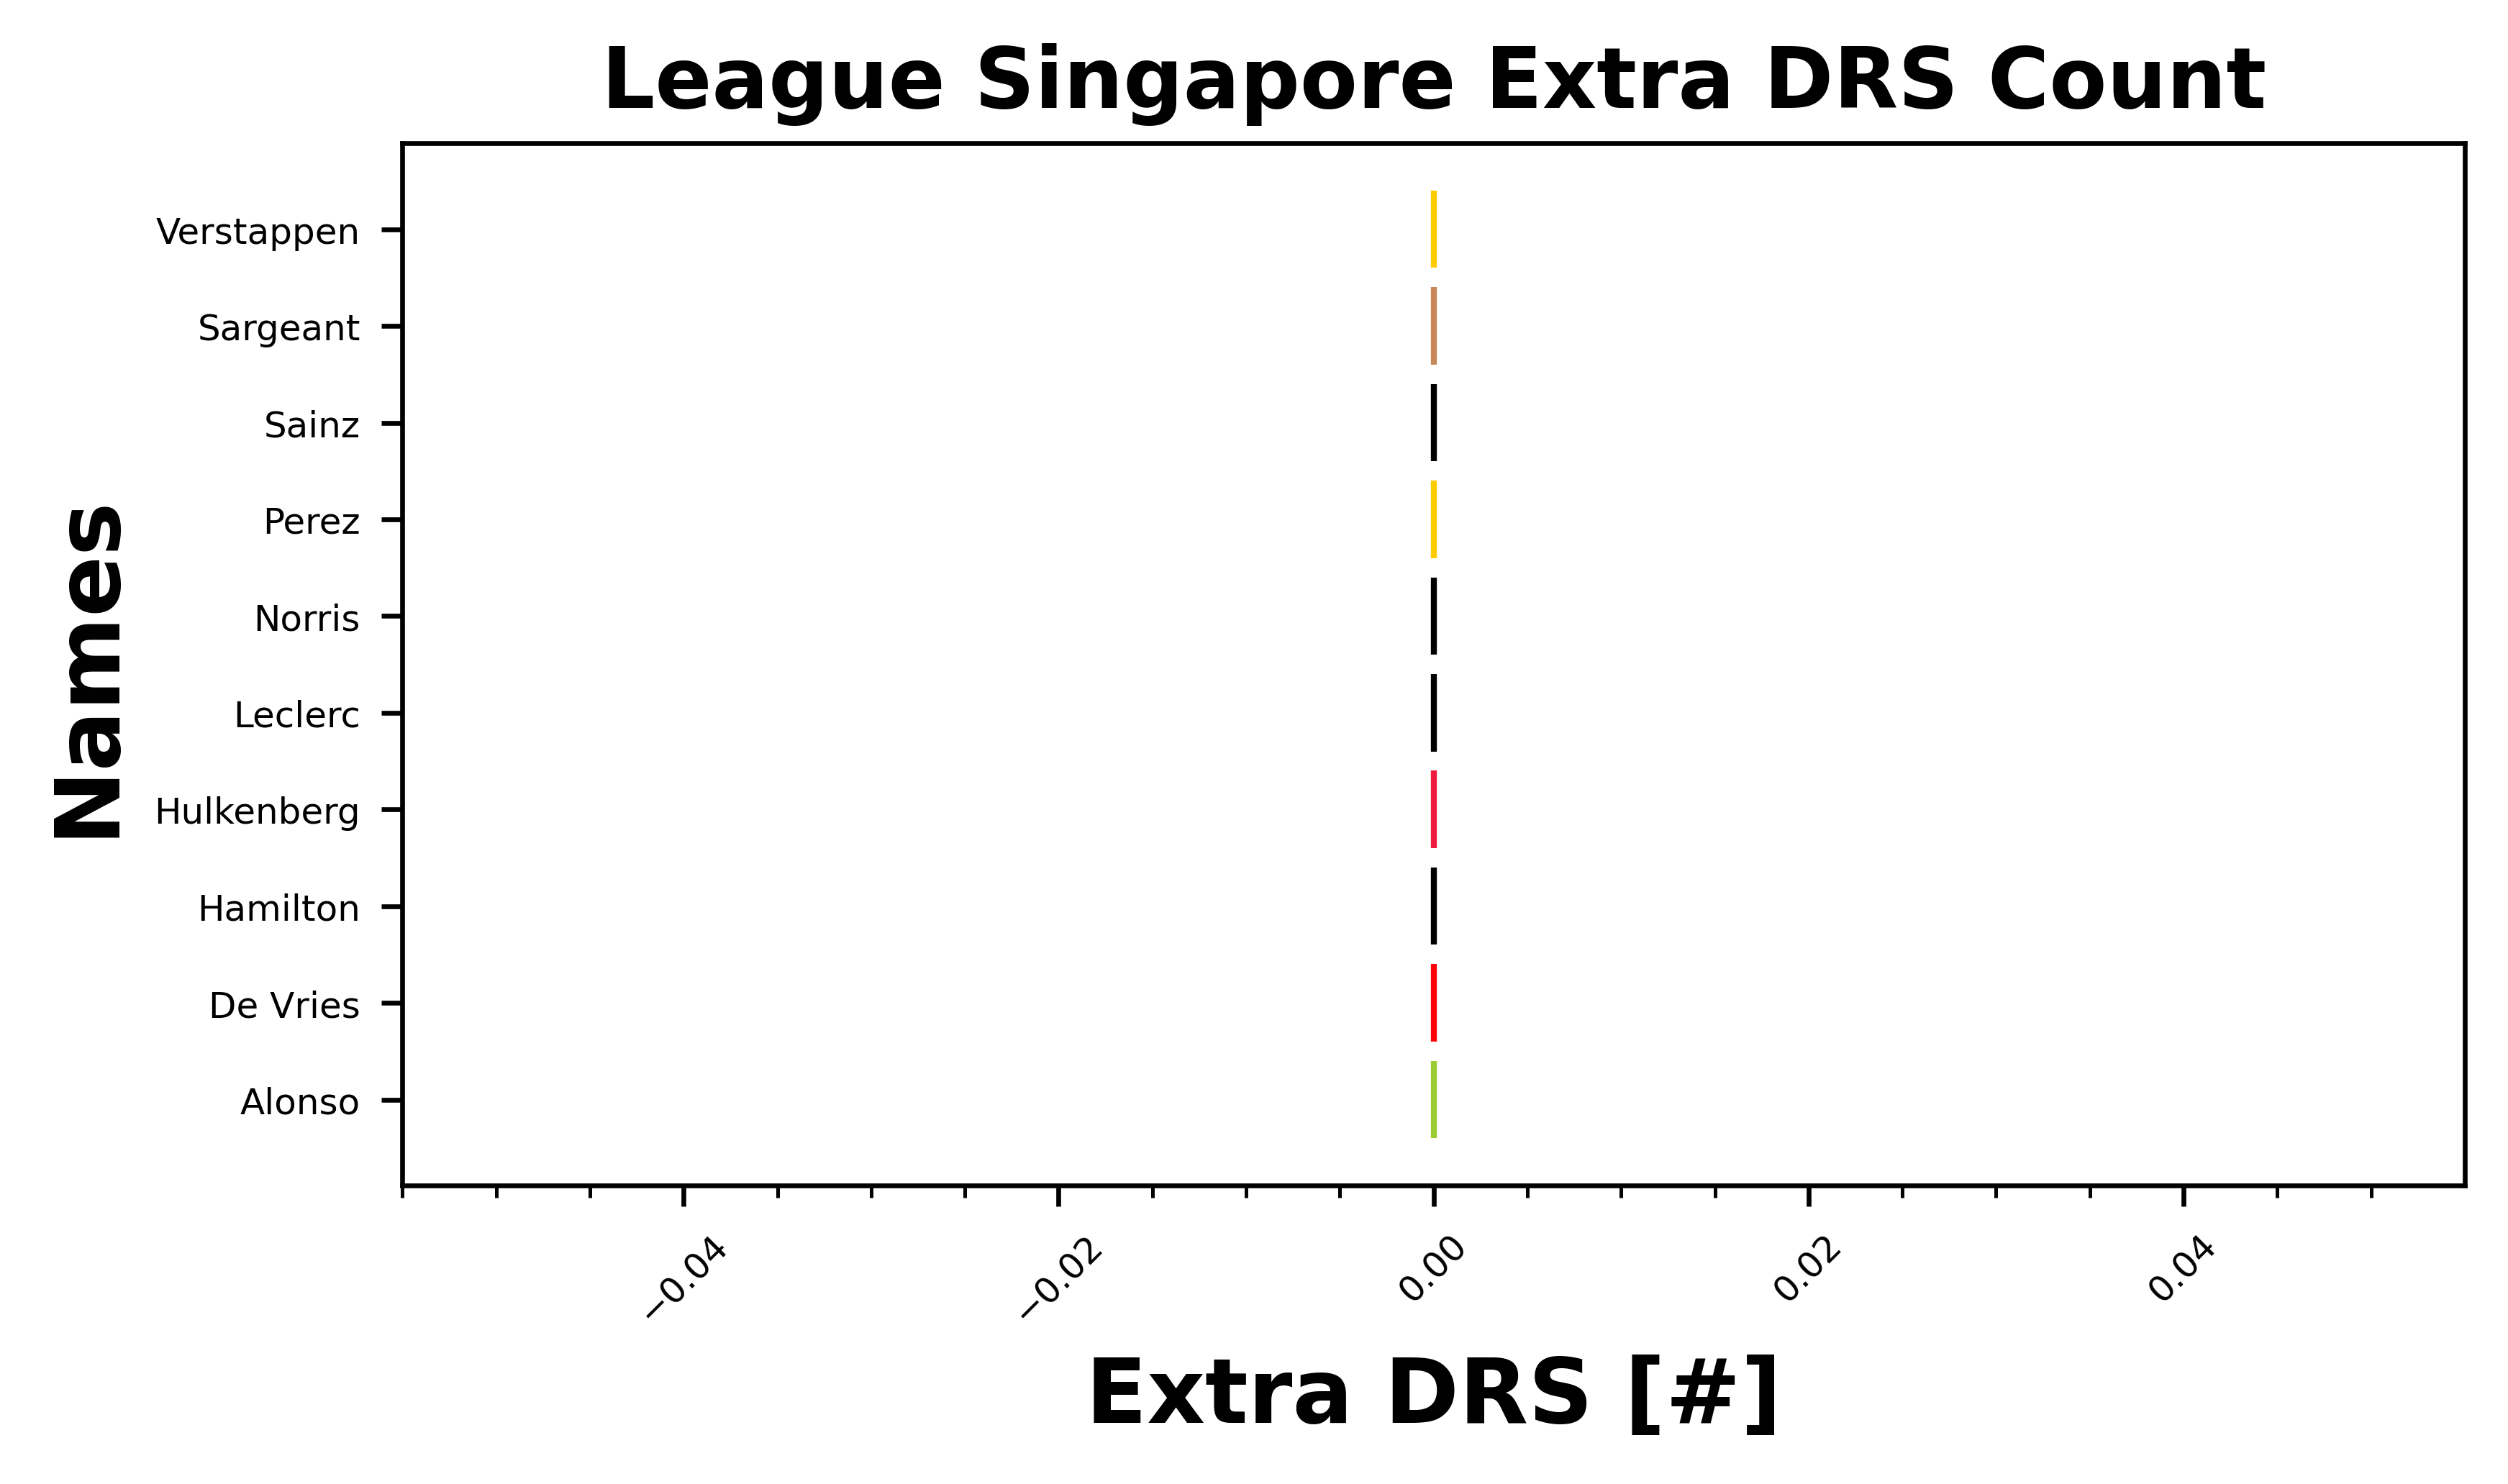 League Singapore Extra DRS Count
Names
Verstappen
Sargeant
Sainz
Perez
Norris
Leclerc
Hulkenberg
Hamilton
De Vries
Alonso
−0.04
−0.02
0.00
0.02
0.04
Extra DRS [#]